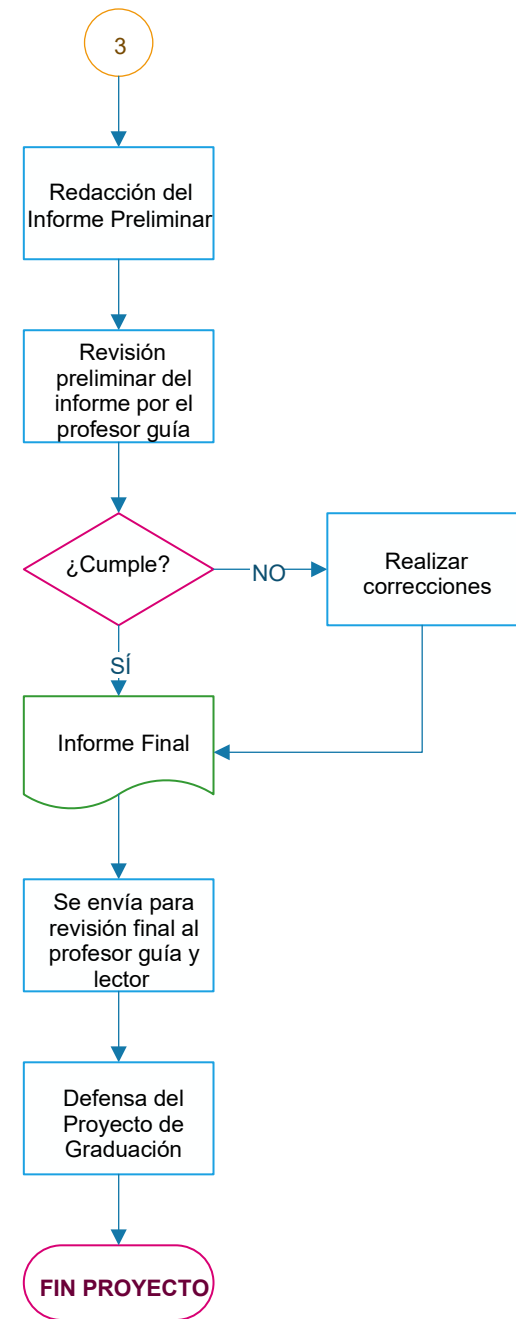 3
Redacción del
Informe Preliminar
Revisión
preliminar del
informe por el
profesor guía
¿Cumple?
NO
Realizar
correcciones
SÍ
Informe Final
Se envía para
revisión final al
profesor guía y
lector
Defensa del
Proyecto de
Graduación
FIN PROYECTO